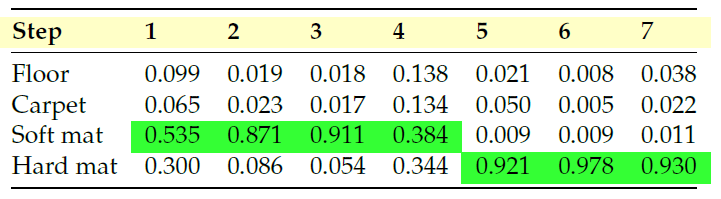 Step 1 2 3 4 5 6 7
Floor 0.099 0.019 0.018 0.138 0.021 0.008 0.038
Carpet 0.065 0.023 0.017 0.134 0.050 0.005 0.022
Soft mat 0.535 0.871 0.911 0.384 0.009 0.009 0.011
Hard mat 0.300 0.086 0.054 0.344 0.921 0.978 0.930